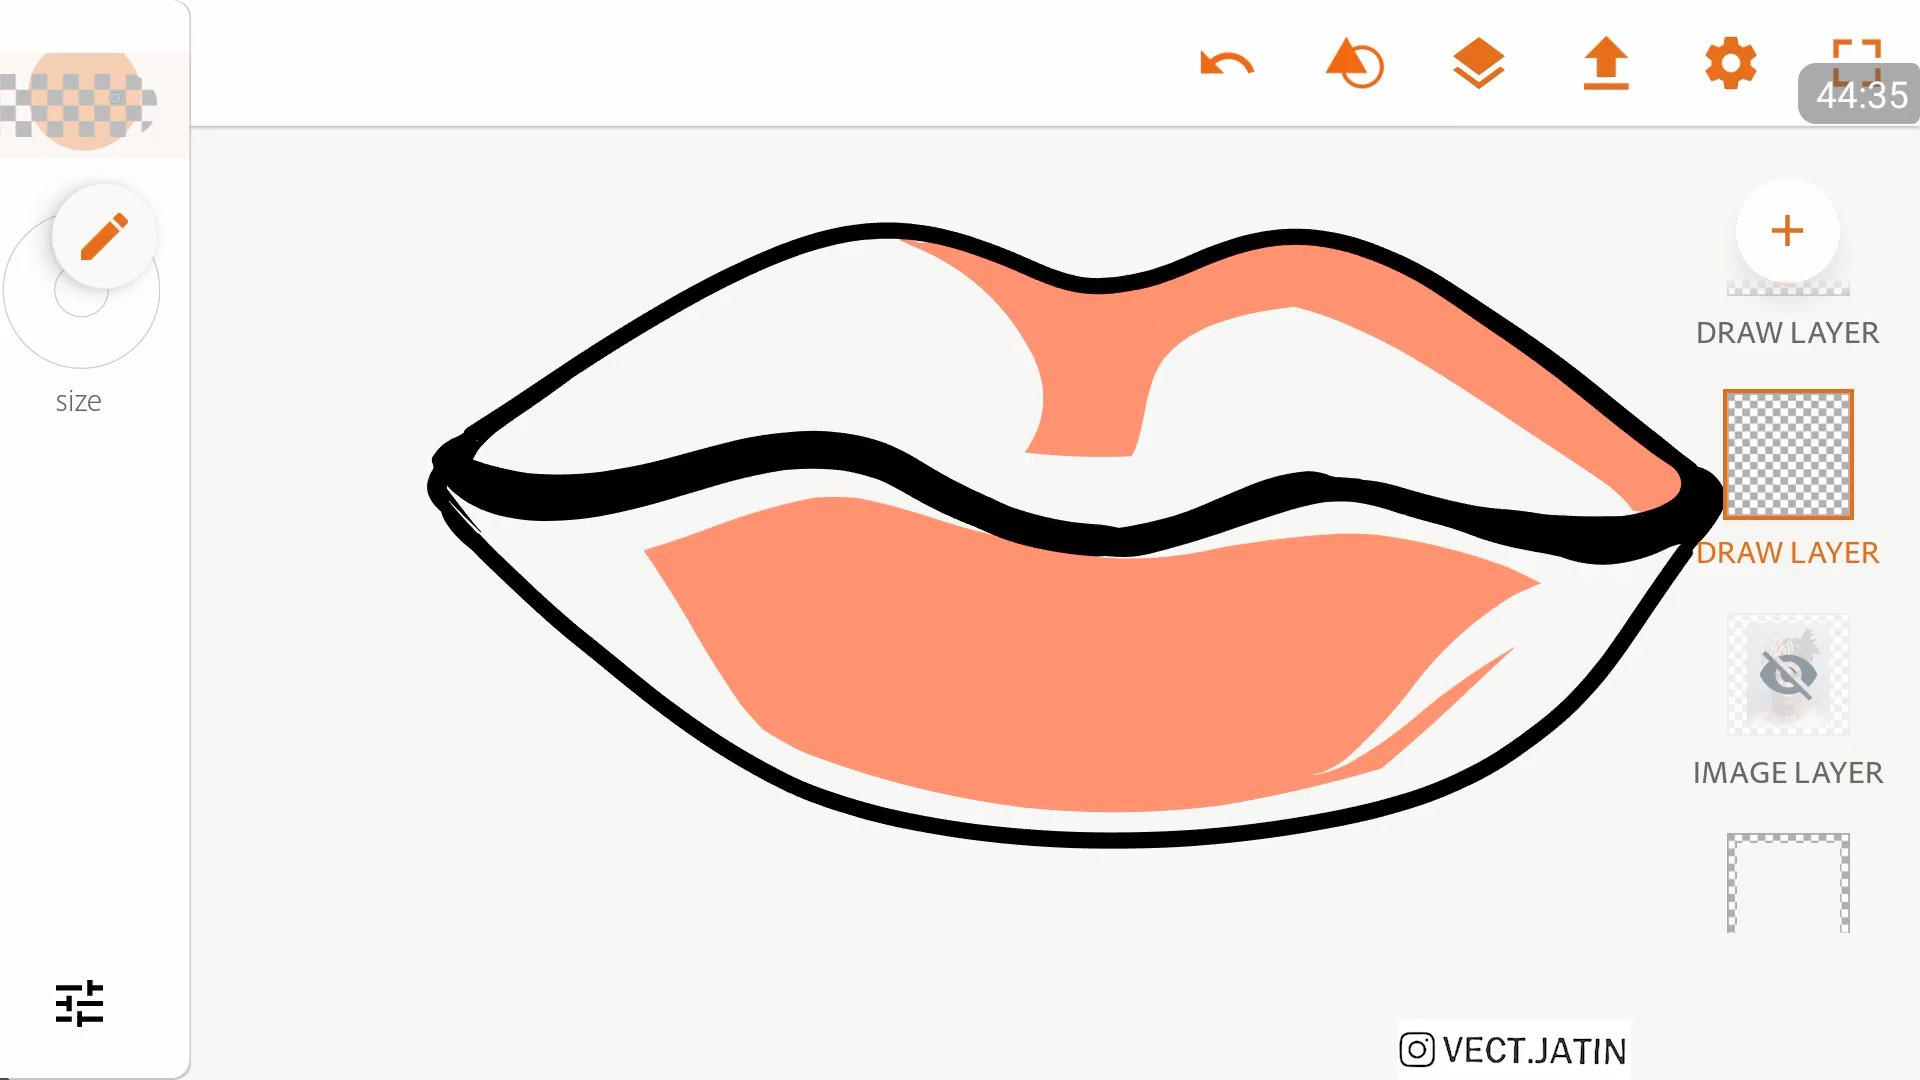 44:35
size
DRAW LAYER
DRAW LAYER
IMAGE LAYER
VECT.JATIN